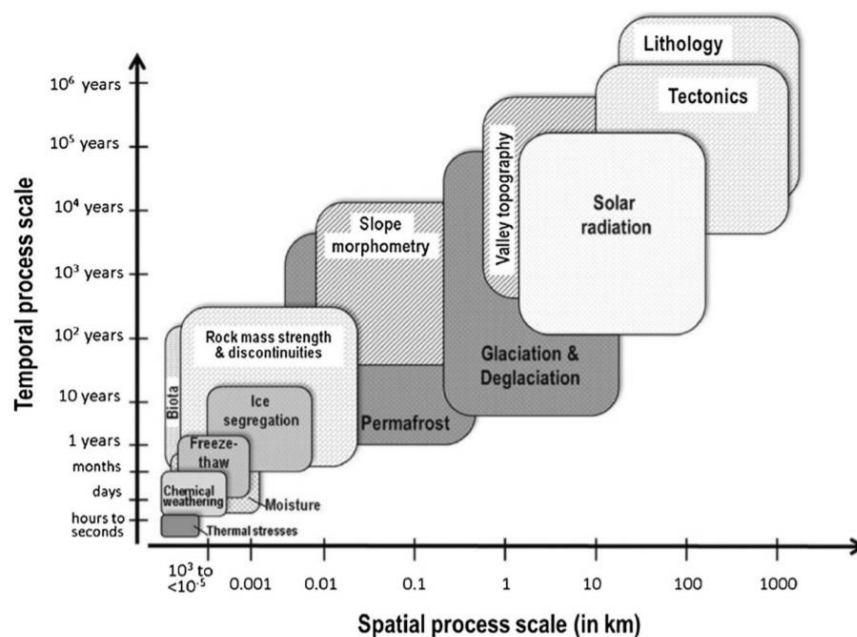 Temporal process scale
10⁶ years
10⁵ years
10⁴ years
10³ years
10² years
10 years
1 years
months
days
hours to
seconds
Lithology
Tectonics
Valley topography
Solar
radiation
Slope
morphometry
Glaciation &
Deglaciation
Permafrost
Rock mass strength
& discontinuities
Biota
Ice
segregation
Freeze-
thaw
Chemical
weathering
Moisture
Thermal stresses
10³ to
<10⁻⁵
0.001
0.01
0.1
1
10
100
1000
Spatial process scale (in km)